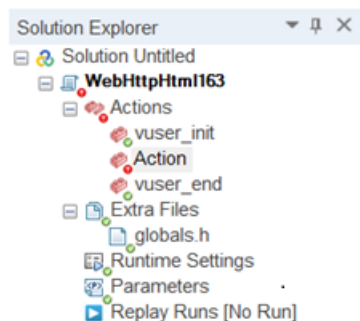 Solution Explorer
Solution Untitled
WebHttpHtml163
Actions
vuser_init
Action
vuser_end
Extra Files
globals.h
Runtime Settings
Parameters
Replay Runs [No Run]